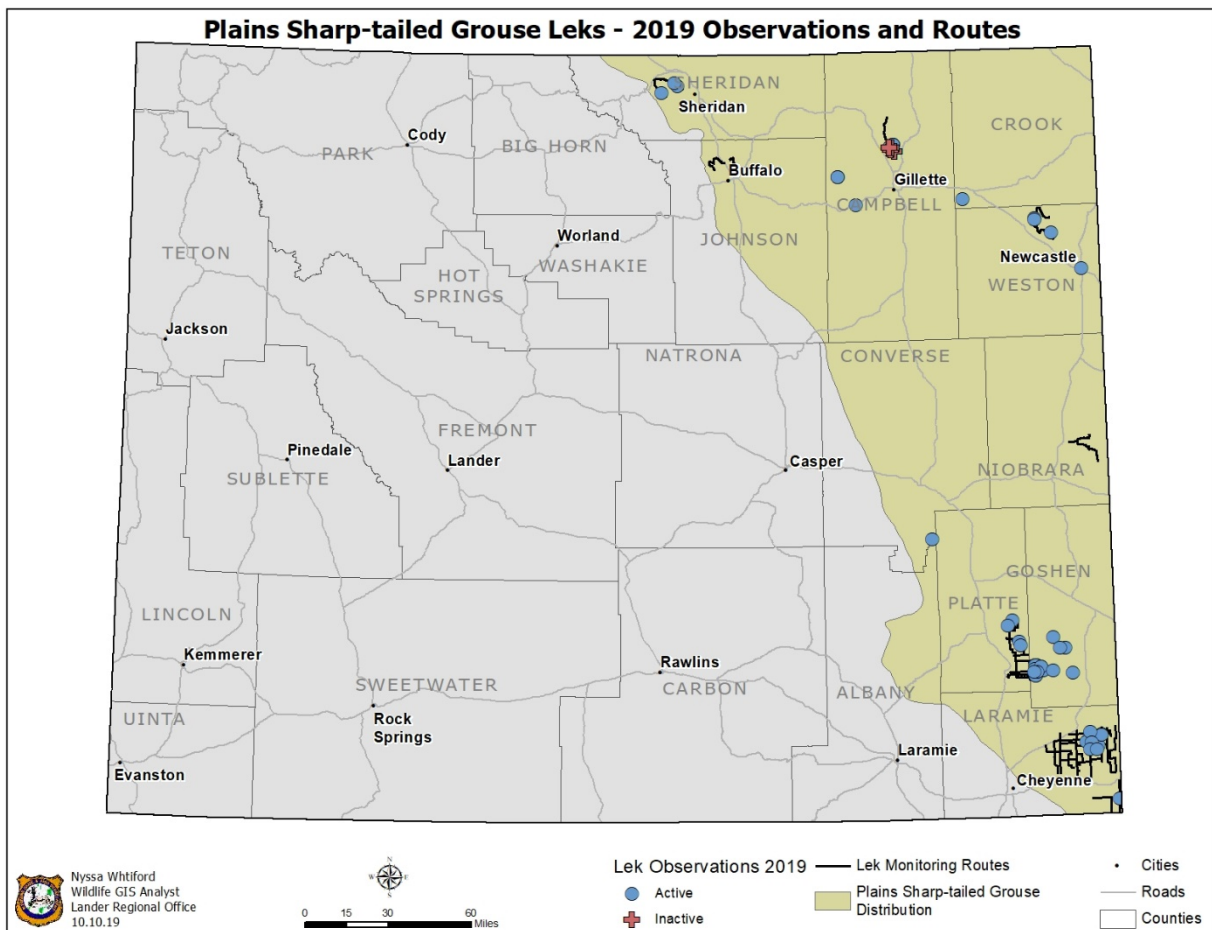 Plains Sharp-tailed Grouse Leks - 2019 Observations and Routes
SHERIDAN
Sheridan
CROOK
Cody
PARK
BIG HORN
Buffalo
Gillette
CAMPBELL
Worland
WASHAKIE
JOHNSON
TETON
HOT
SPRINGS
Newcastle
WESTON
Jackson
NATRONA
CONVERSE
FREMONT
Pinedale
SUBLETTE
Lander
Casper
NIOBRARA
GOSHEN
PLATTE
LINCOLN
Kemmerer
SWEETWATER
Rawlins
CARBON
ALBANY
LARAMIE
UINTA
Rock
Springs
Evanston
Laramie
Cheyenne
Nyssa Whtiford
Wildlife GIS Analyst
Lander Regional Office
10.10.19
N
0 15 30 60
Miles
Lek Observations 2019
Active
Inactive
Lek Monitoring Routes
Plains Sharp-tailed Grouse
Distribution
Cities
Roads
Counties